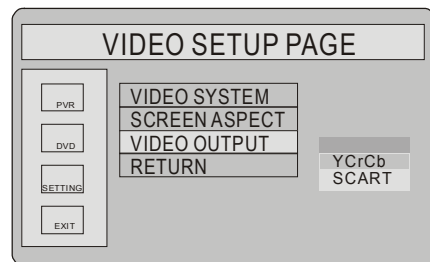 VIDEO SETUP PAGE
PVR
DVD
SETTING
EXIT
VIDEO SYSTEM
SCREEN ASPECT
VIDEO OUTPUT
RETURN
YCrCb
SCART